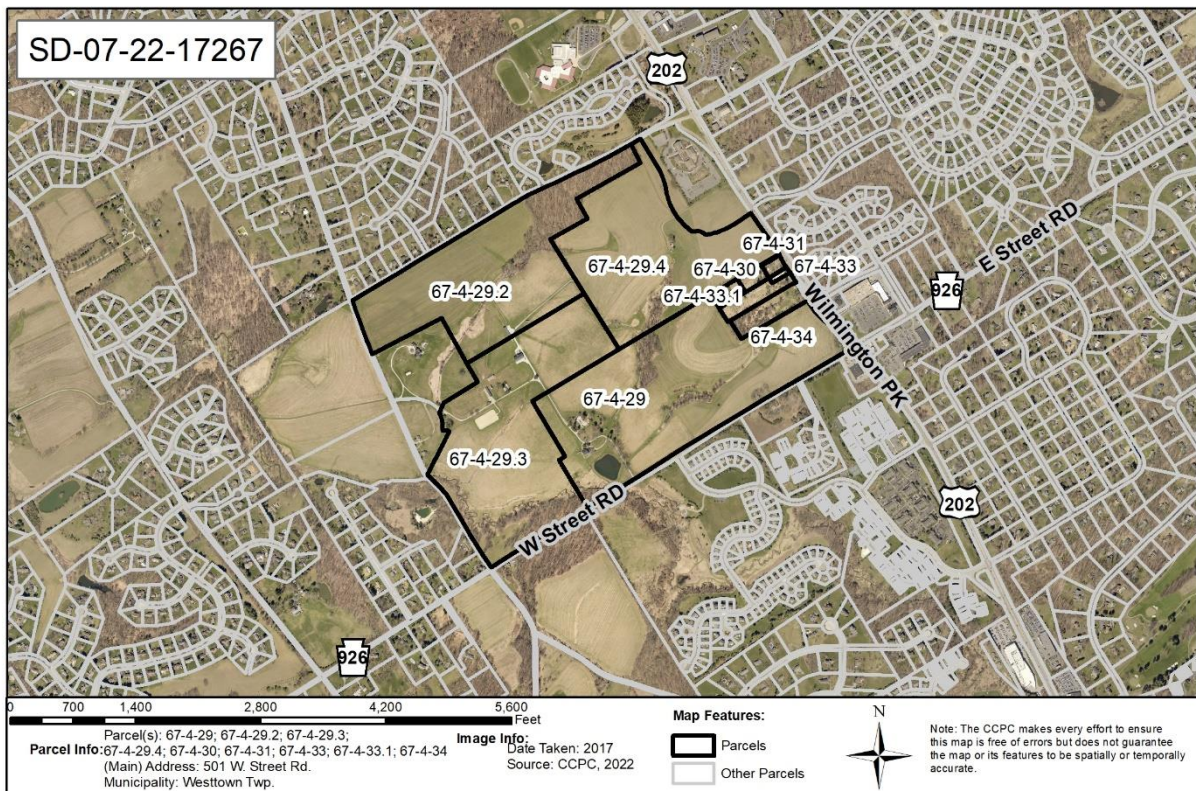 SD-07-22-17267
202
67-4-31
67-4-30
67-4-33
67-4-29.4
67-4-29.2
67-4-33.1
67-4-34
E Street RD
926
Wilmington PK
67-4-29
67-4-29.3
W Street RD
202
926
0 700 1,400 2,800 4,200 5,600
Feet
Parcel Info: Parcel(s): 67-4-29; 67-4-29.2; 67-4-29.3;
67-4-29.4; 67-4-30; 67-4-31; 67-4-33; 67-4-33.1; 67-4-34
(Main) Address: 501 W. Street Rd.
Municipality: Westtown Twp.
Image Info:
Date Taken: 2017
Source: CCPC, 2022
Map Features:
Parcels
Other Parcels
N
Note: The CCPC makes every effort to ensure
this map is free of errors but does not guarantee
the map or its features to be spatially or temporally
accurate.